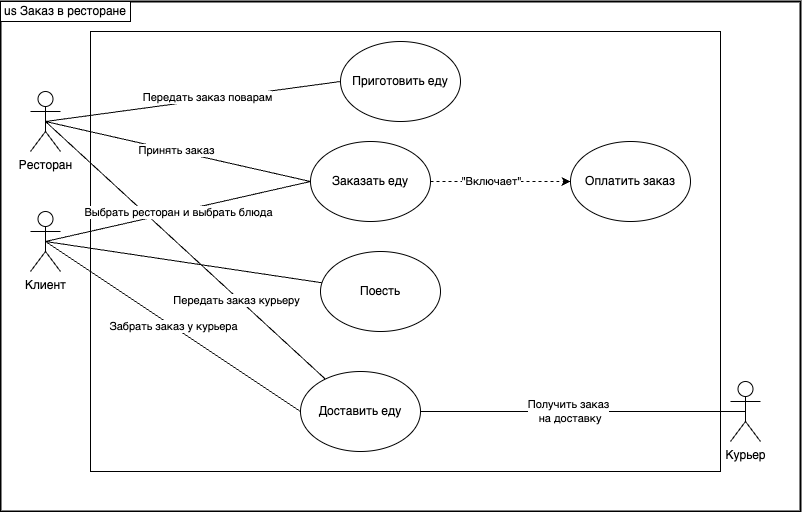 us Заказ в ресторане
Приготовить еду
Передать заказ поварам
Ресторан
Принять заказ
Заказать еду
"Включает"
Оплатить заказ
Выбрать ресторан и выбрать блюда
Клиент
Поесть
Передать заказ курьеру
Забрать заказ у курьера
Доставить еду
Получить заказ
на доставку
Курьер